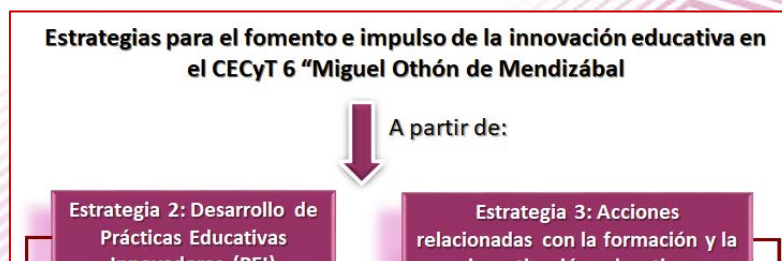 Estrategias para el fomento e impulso de la innovación educativa en
el CECyT 6 “Miguel Othón de Mendizábal
A partir de:
Estrategia 2: Desarrollo de
Prácticas Educativas
Estrategia 3: Acciones
relacionadas con la formación y la